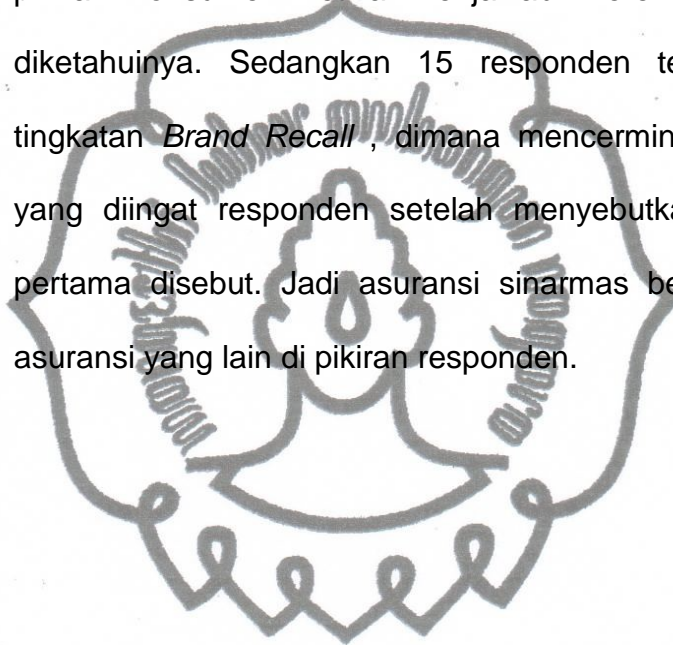 diketahuinya. Sedangkan 15 responden te
tingkatan Brand Recall , dimana mencermin
yang diingat responden setelah menyebutka
pertama disebut. Jadi asuransi sinarmas be
asuransi yang lain di pikiran responden.